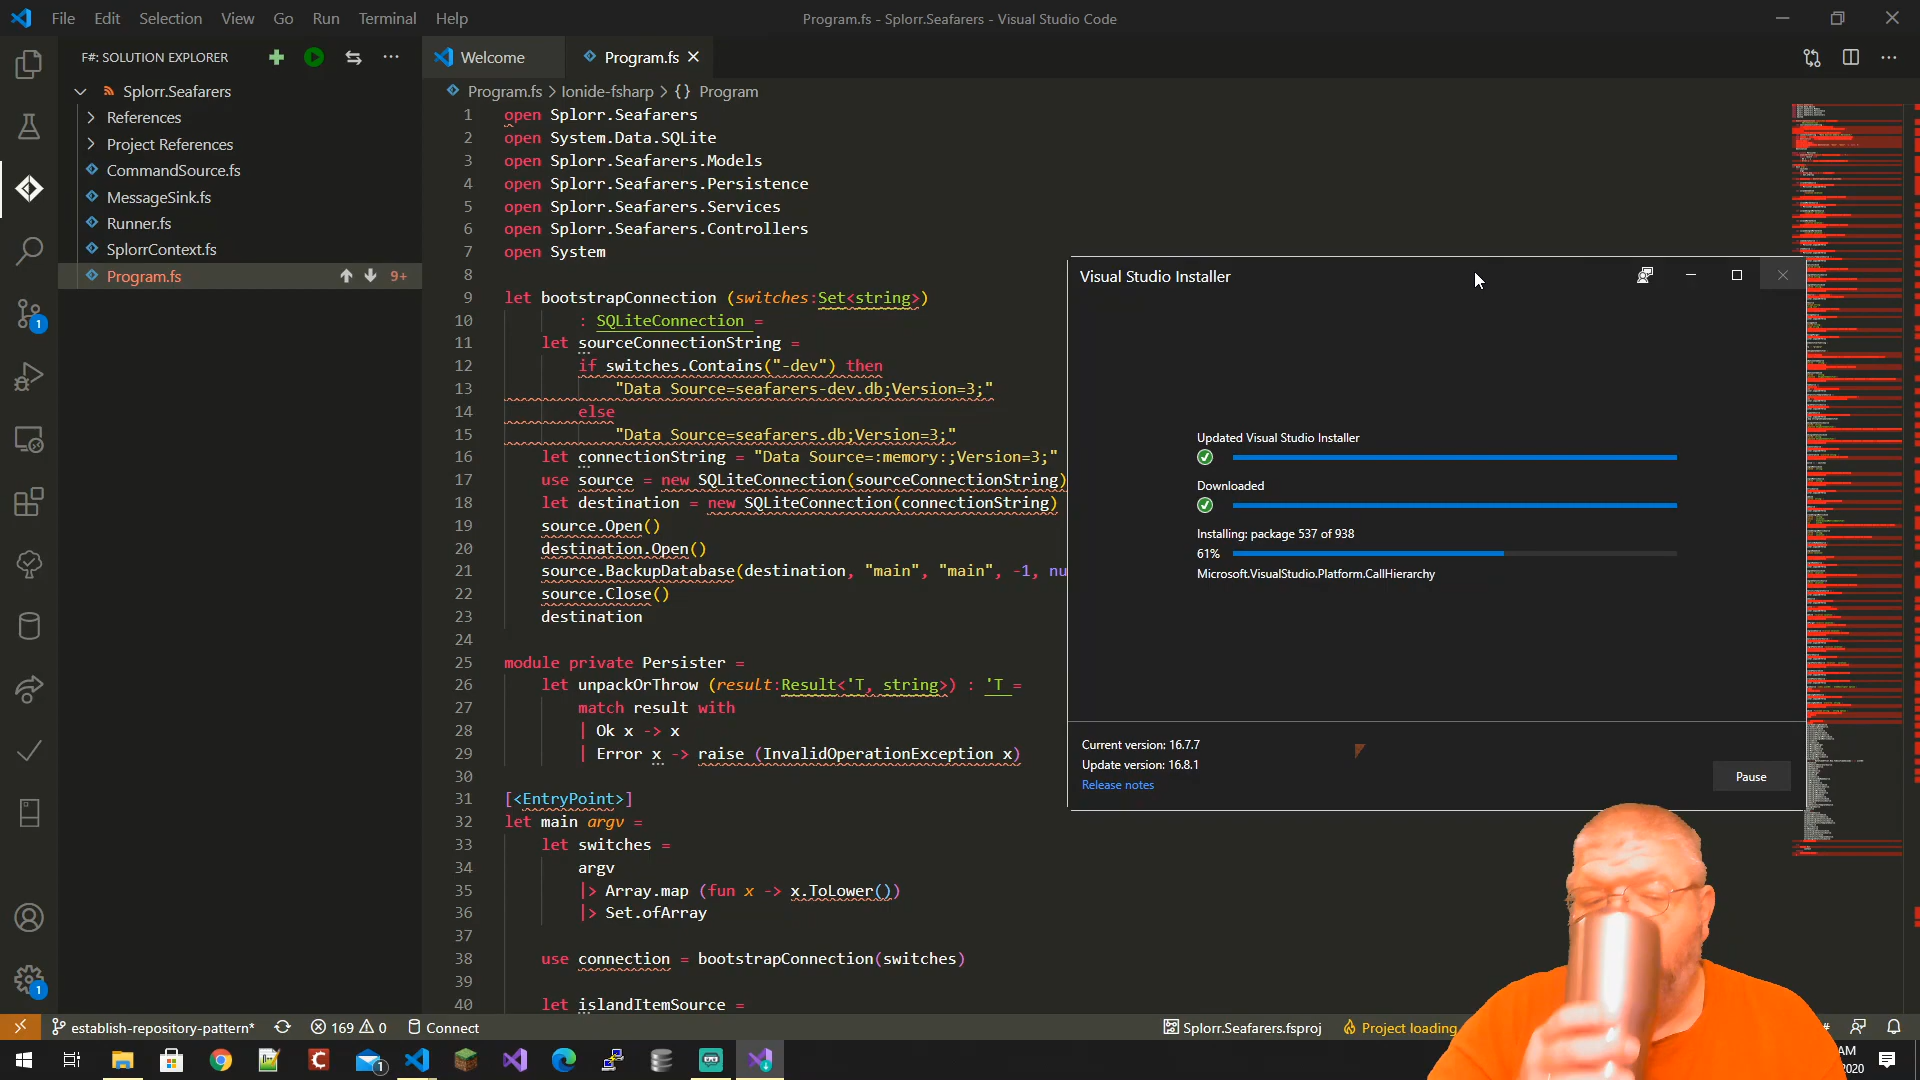 File Edit Selection View Go Run Terminal Help
Program.fs - Splorr.Seafarers - Visual Studio Code
F#: SOLUTION EXPLORER
Splorr.Seafarers
References
Project References
CommandSource.fs
MessageSink.fs
Runner.fs
SplorrContext.fs
Program.fs 9+
Welcome
Program.fs
Program.fs > Ionide-fsharp > {} Program
1 open Splorr.Seafarers
2 open System.Data.SQLite
3 open Splorr.Seafarers.Models
4 open Splorr.Seafarers.Persistence
5 open Splorr.Seafarers.Services
6 open Splorr.Seafarers.Controllers
7 open System
8
9 let bootstrapConnection (switches:Set<string>)
10 : SQLiteConnection =
11 let sourceConnectionString =
12 if switches.Contains("-dev") then
13 "Data Source=seafarers-dev.db;Version=3;"
14 else
15 "Data Source=seafarers.db;Version=3;"
16 let connectionString = "Data Source=:memory:;Version=3;"
17 use source = new SQLiteConnection(sourceConnectionString)
18 let destination = new SQLiteConnection(connectionString)
19 source.Open()
20 destination.Open()
21 source.BackupDatabase(destination, "main", "main", -1, nu
22 source.Close()
23 destination
24
25 module private Persister =
26 let unpackOrThrow (result:Result<'T, string>) : 'T =
27 match result with
28 | Ok x -> x
29 | Error x -> raise (InvalidOperationException x)
30
31 [<EntryPoint>]
32 let main argv =
33 let switches =
34 argv
35 |> Array.map (fun x -> x.ToLower())
36 |> Set.ofArray
37
38 use connection = bootstrapConnection(switches)
39
40 let islandItemSource =
Visual Studio Installer
Updated Visual Studio Installer
Downloaded
Installing: package 537 of 938
61%
Microsoft.VisualStudio.Platform.CallHierarchy
Current version: 16.7.7
Update version: 16.8.1
Release notes
Pause
establish-repository-pattern* 169 0 Connect
Splorr.Seafarers.fsproj Project loading
AM
2020